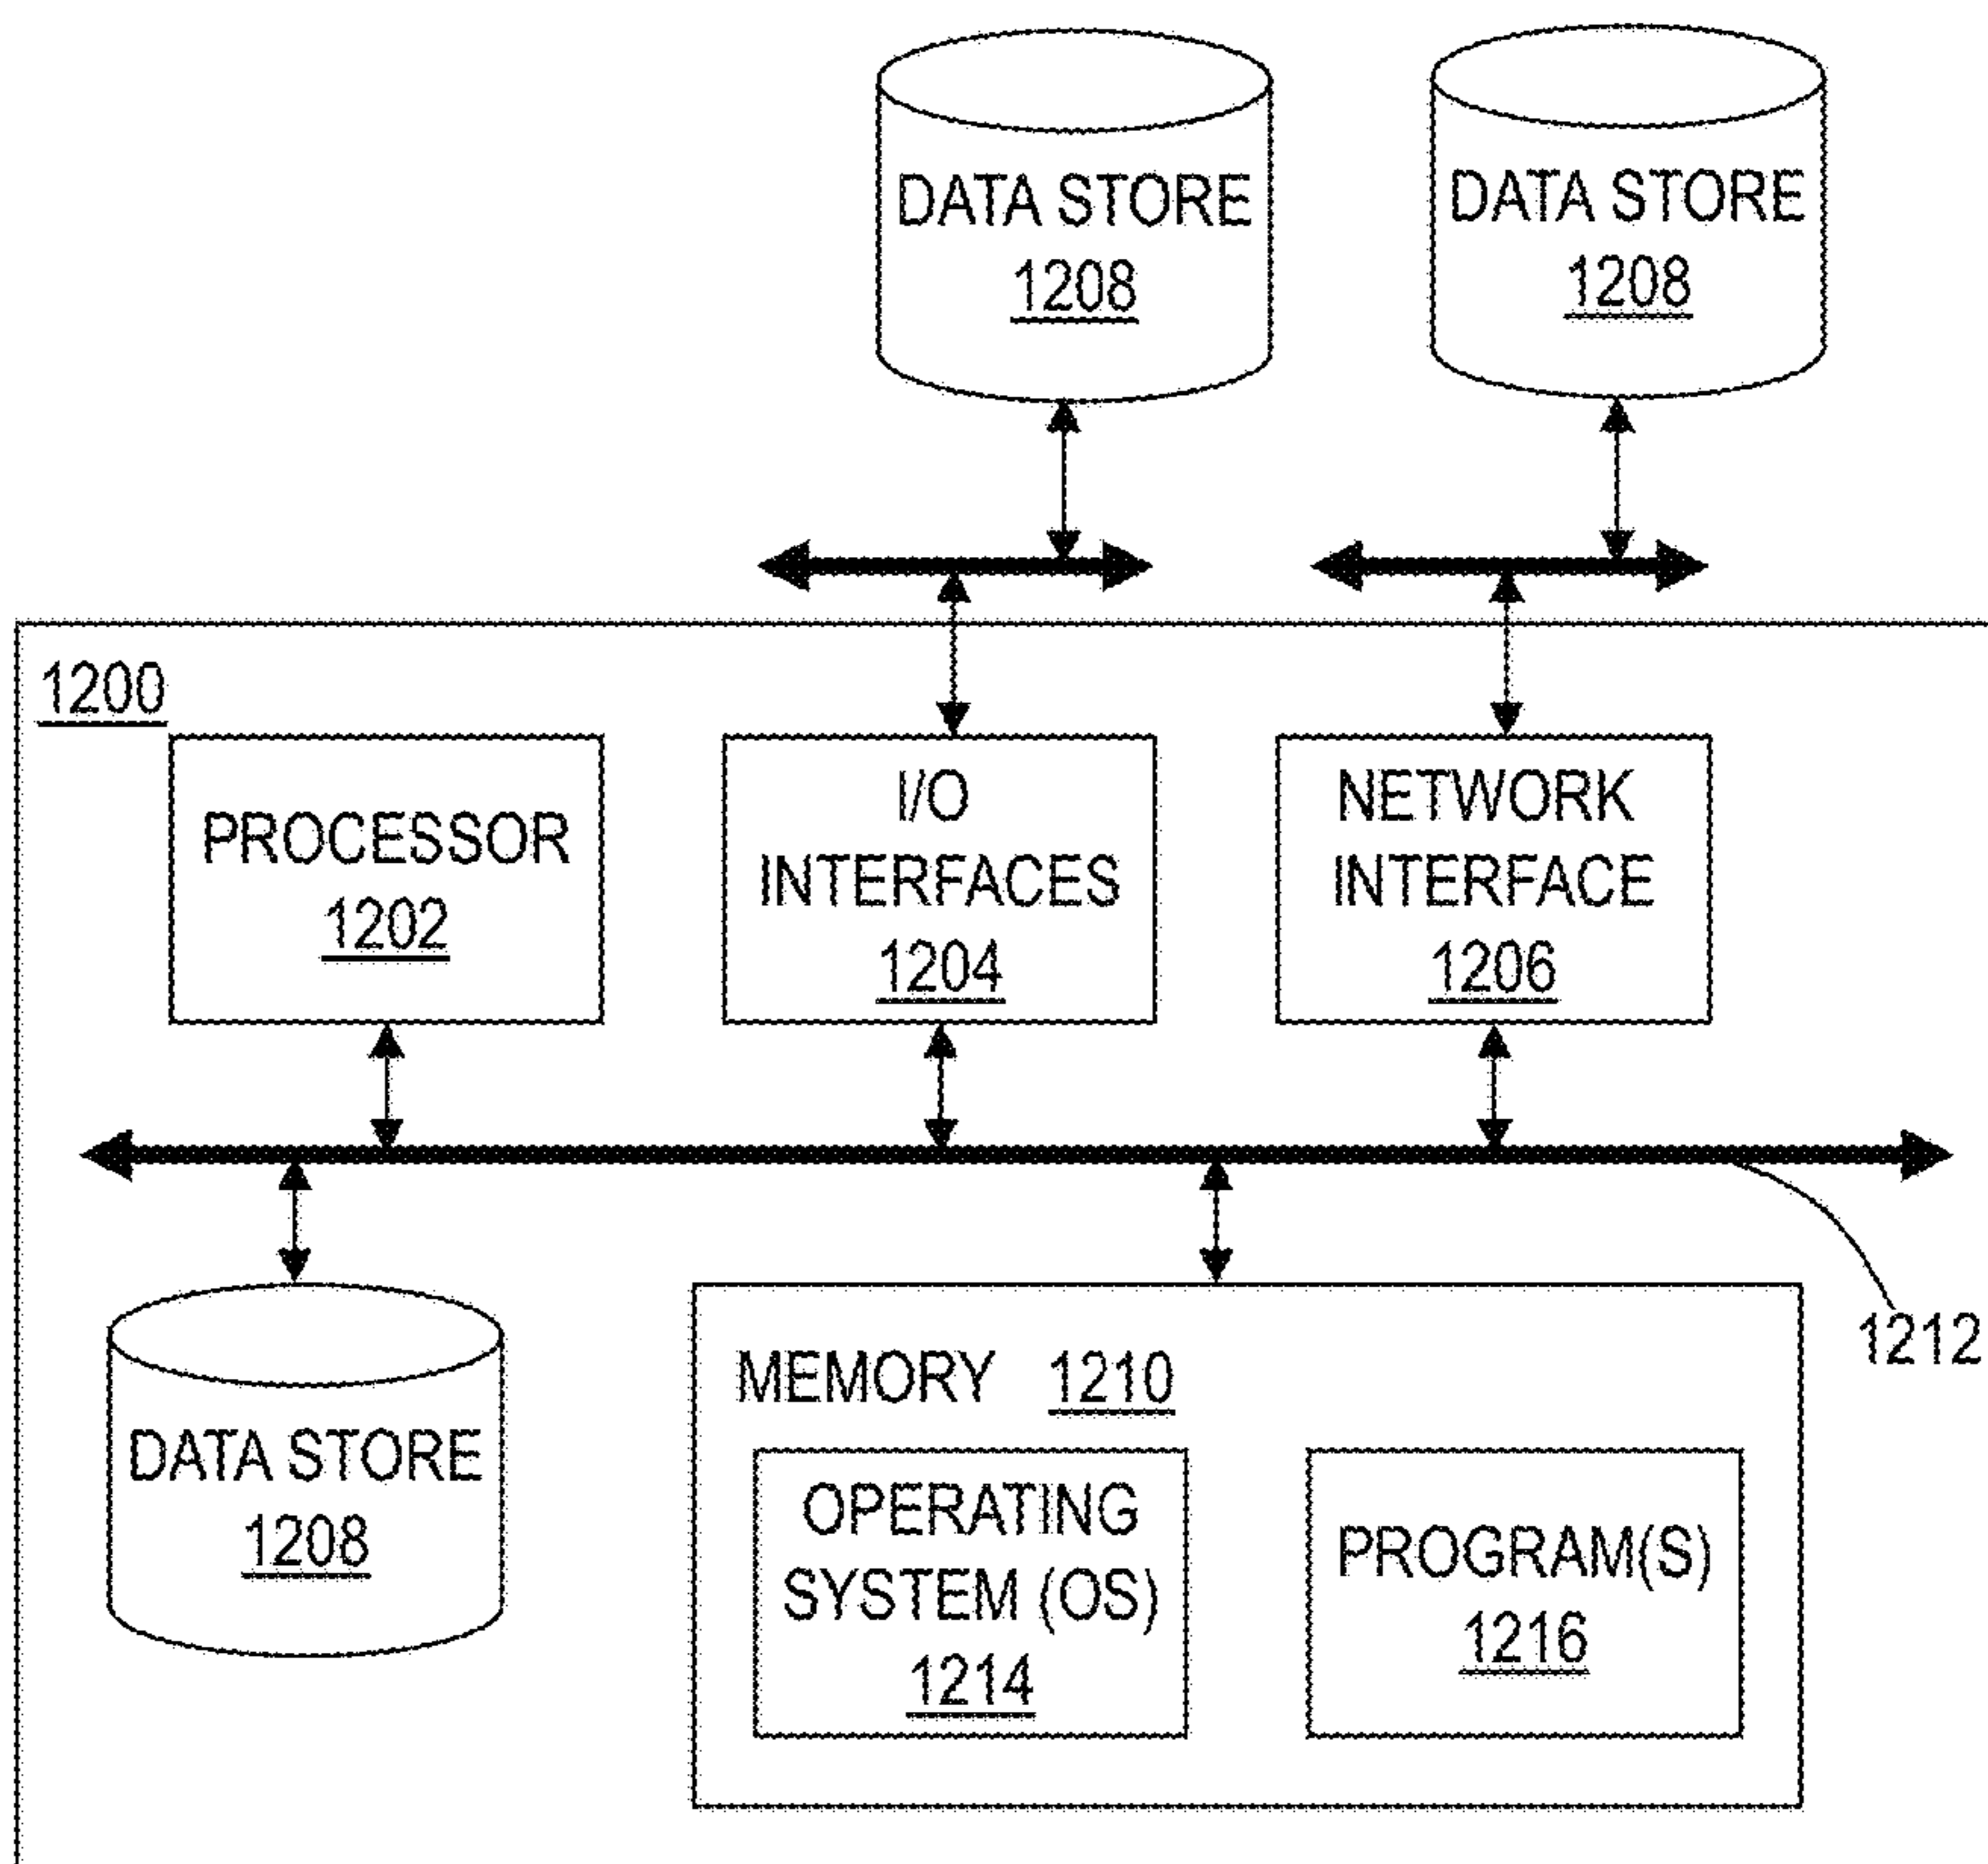 DATA STORE
1208
DATA STORE
1208
1200
PROCESSOR
1202
I/O
INTERFACES
1204
NETWORK
INTERFACE
1206
1212
DATA STORE
1208
MEMORY 1210
OPERATING
SYSTEM (OS)
1214
PROGRAM(S)
1216